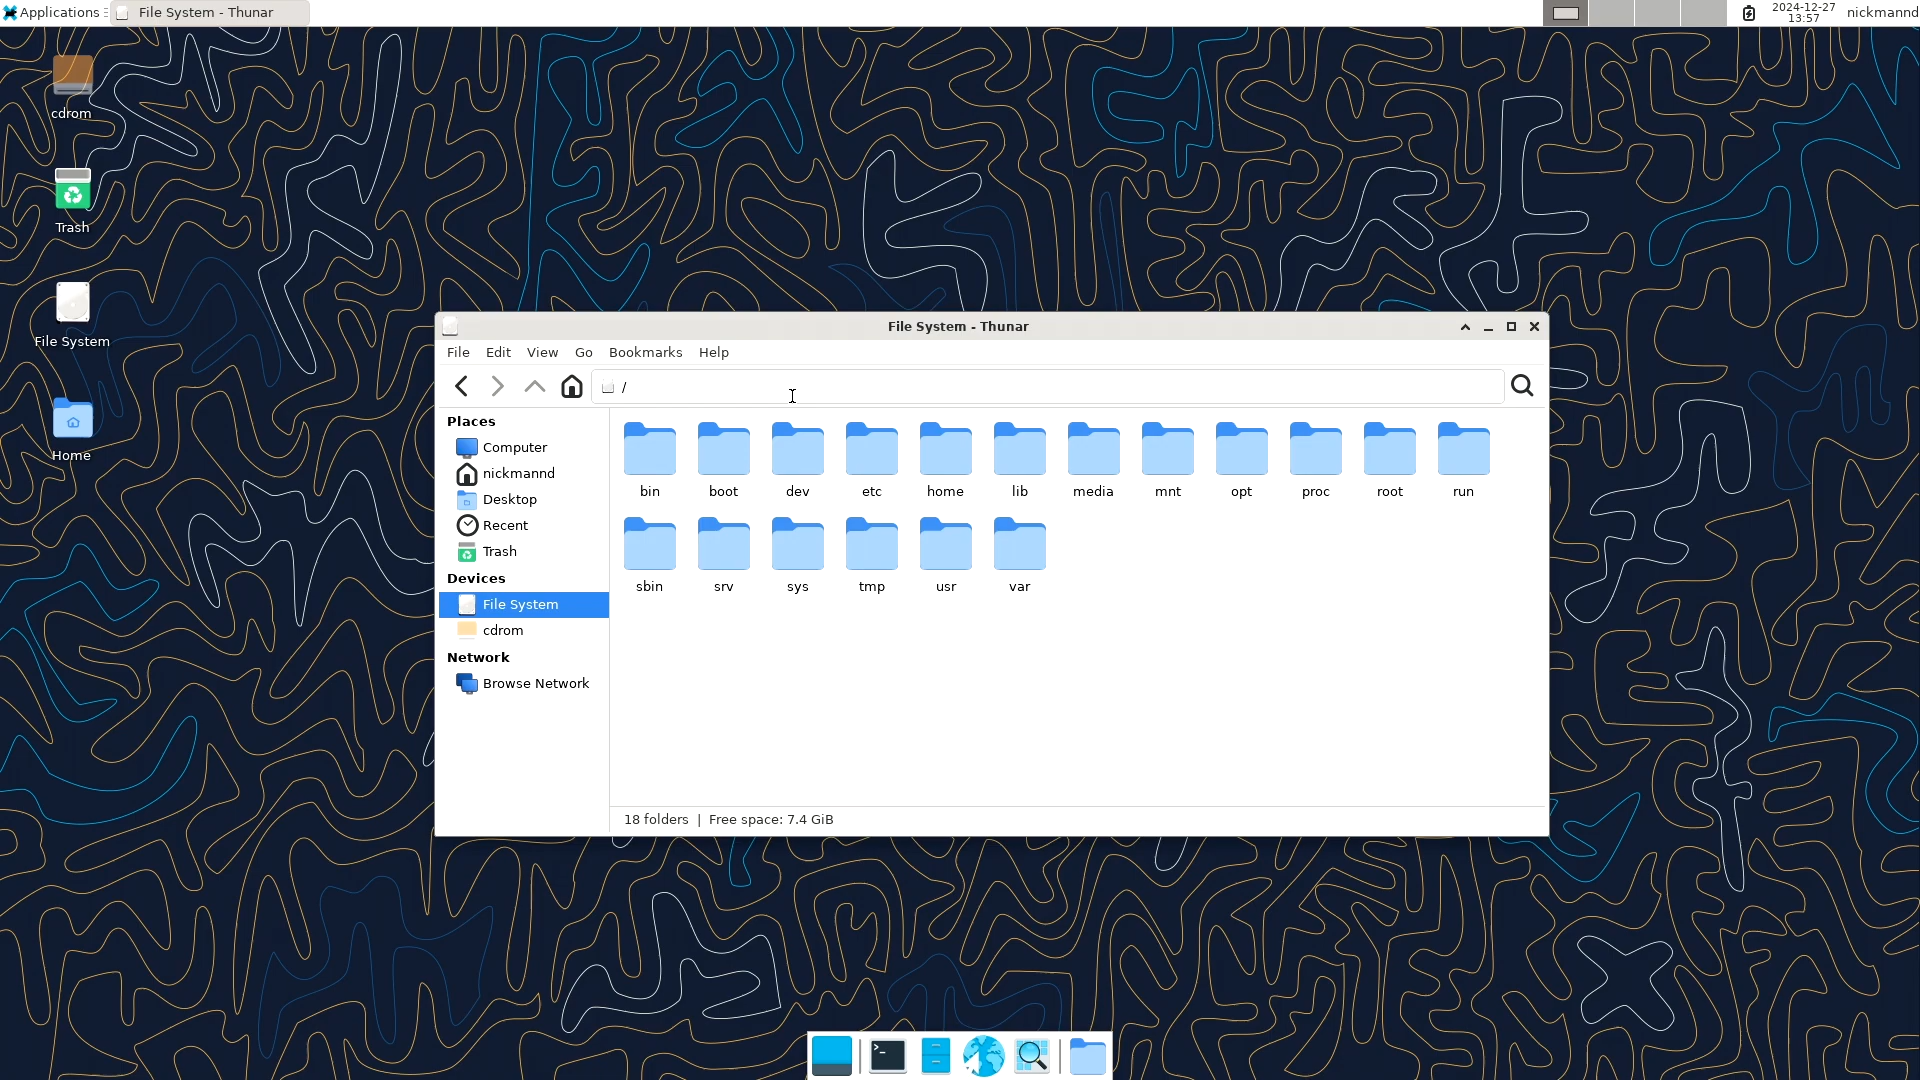 Applications
File System - Thunar
2024-12-27
13:57
nickmannd
cdrom
Trash
File System
Home
File System - Thunar
File Edit View Go Bookmarks Help
/
Places
Computer
nickmannd
Desktop
Recent
Trash
Devices
File System
cdrom
Network
Browse Network
bin boot dev etc home lib media mnt opt proc root run
sbin srv sys tmp usr var
18 folders | Free space: 7.4 GiB